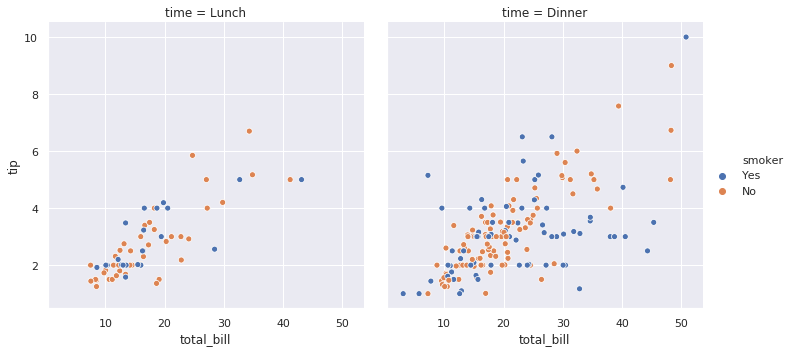 time = Lunch
time = Dinner
tip
10
8
6
4
2
10 20 30 40 50
10 20 30 40 50
total_bill
total_bill
smoker
Yes
No